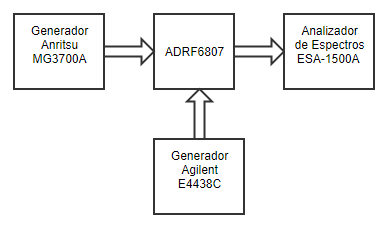 Generador
Anritsu
MG3700A
ADRF6807
Analizador
de Espectros
ESA-1500A
Generador
Agilent
E4438C